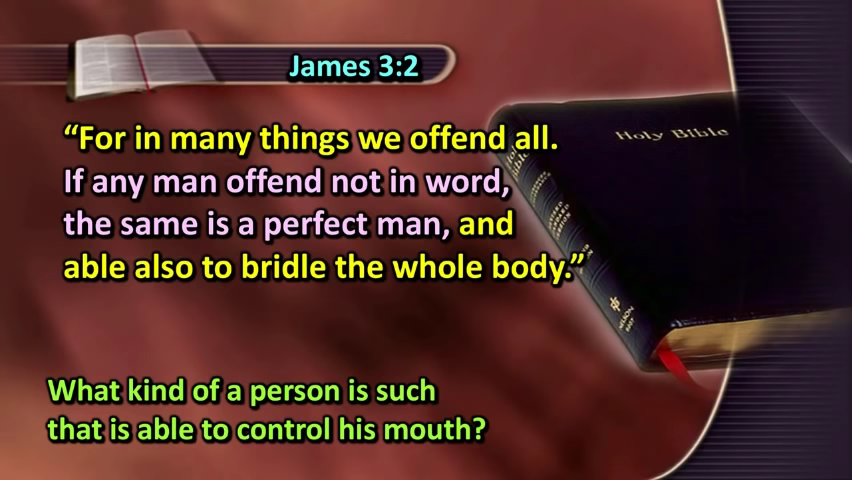 James 3:2
“For in many things we offend all.
If any man offend not in word,
the same is a perfect man, and
able also to bridle the whole body.”
Holy Bible
Holy
Bible
What kind of a person is such
that is able to control his mouth?